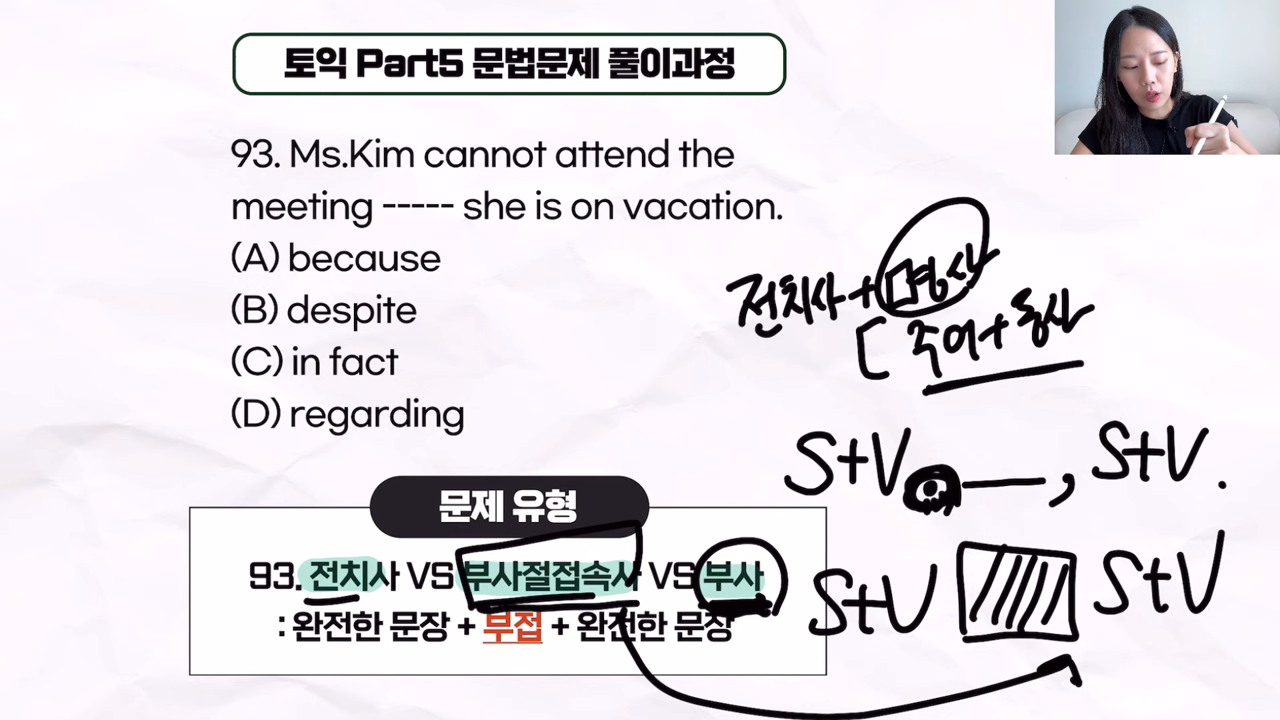 토익 Part5 문법문제 풀이과정
93. Ms.Kim cannot attend the
meeting ----- she is on vacation.
(A) because
(B) despite
(C) in fact
(D) regarding
전치사 + 명사
[ 주어 + 동사
S+V , S+V .
S+V S+V
문제 유형
93. 전치사 VS 부사절접속사 VS 부사
: 완전한 문장 + 부접 + 완전한 문장